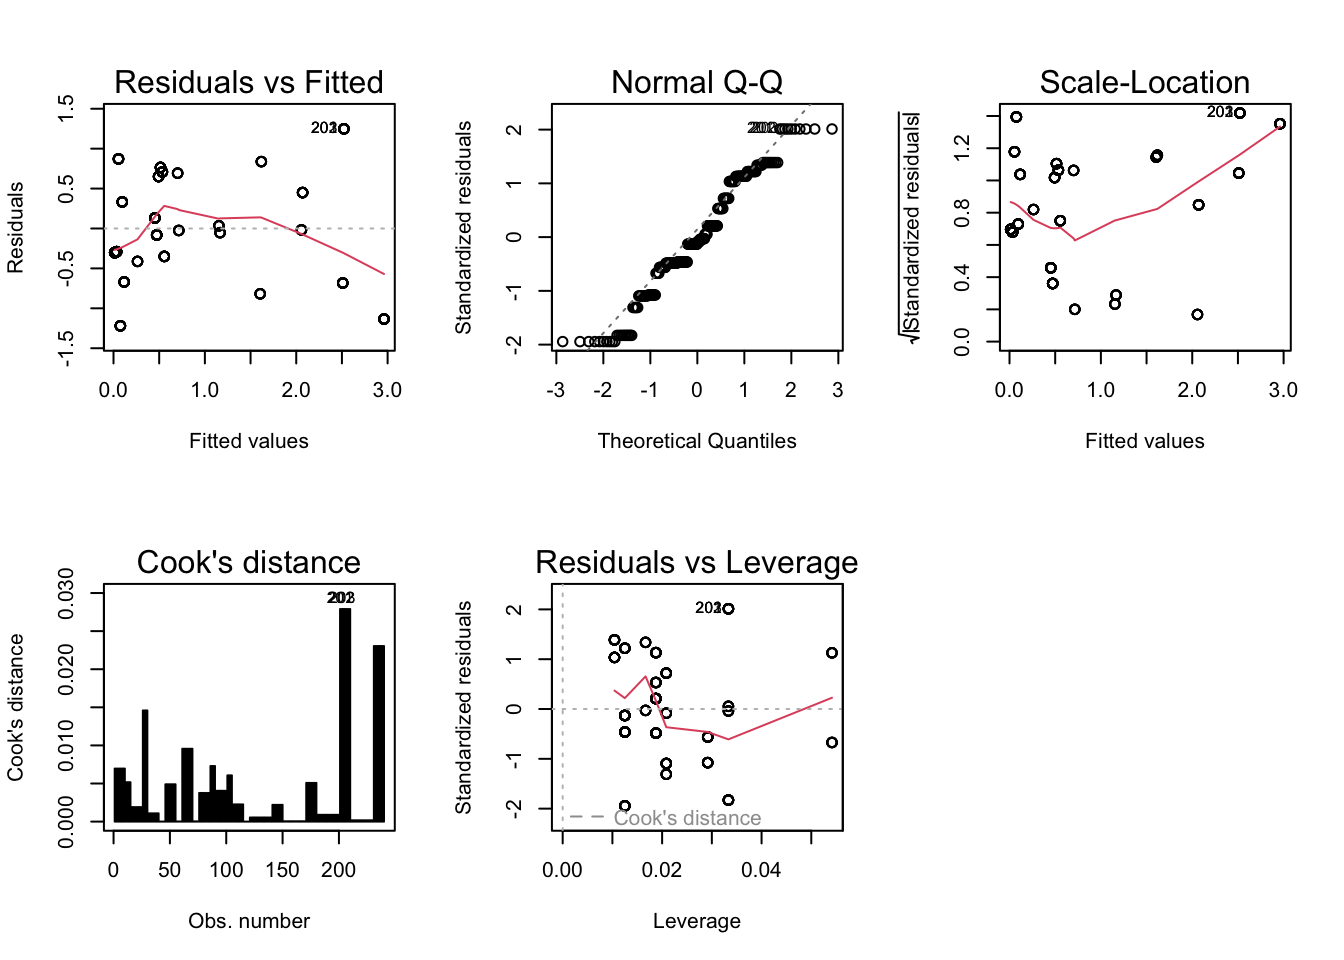 Residuals vs Fitted
Residuals
1.5
0.5
-0.5
-1.5
0.0 1.0 2.0 3.0
Fitted values
Normal Q-Q
Standardized residuals
2
1
0
-1
-2
-3 -2 -1 0 1 2 3
Theoretical Quantiles
Scale-Location
√|Standardized residuals|
1.2
0.8
0.4
0.0
0.0 1.0 2.0 3.0
Fitted values
Cook's distance
Cook's distance
0.030
0.020
0.010
0.000
0 50 100 150 200
Obs. number
Residuals vs Leverage
Standardized residuals
2
1
0
-1
-2
Cook's distance
0.00 0.02 0.04
Leverage